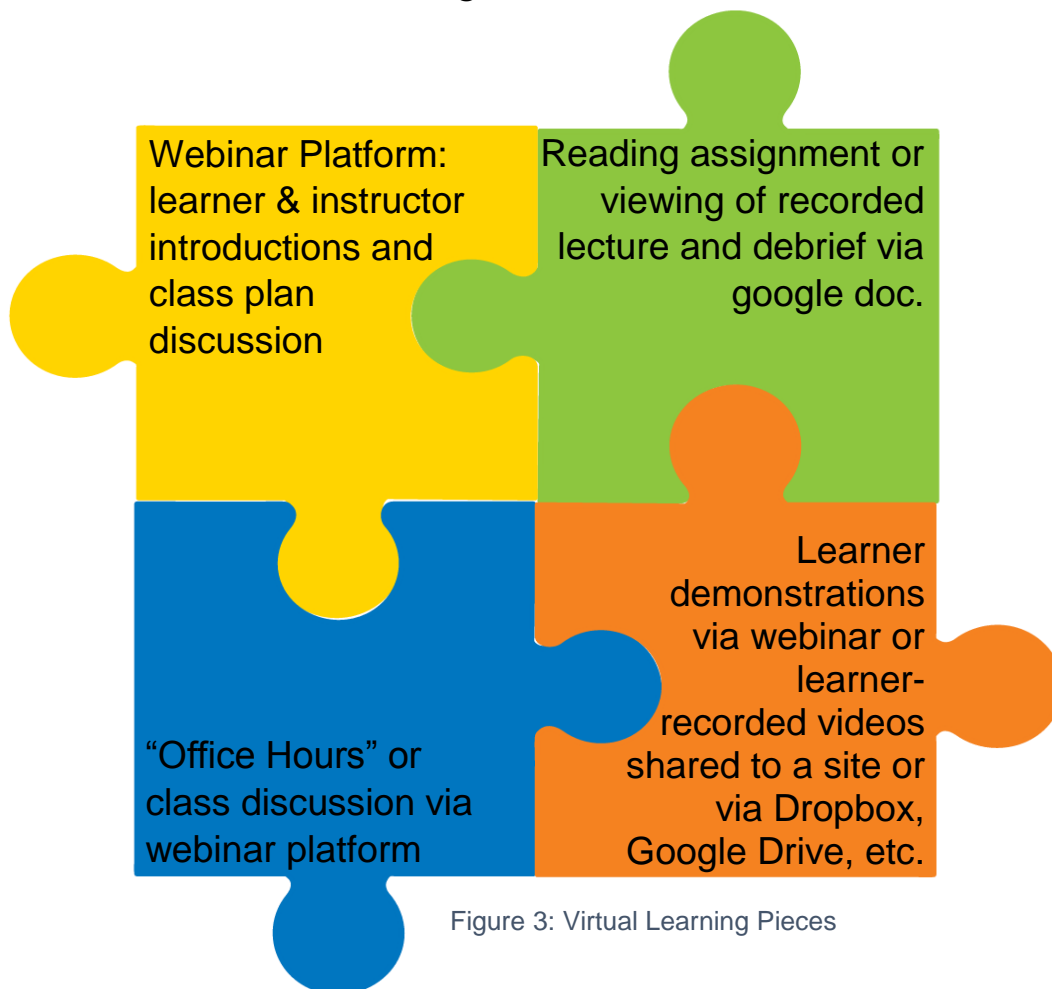 Webinar Platform:
learner & instructor
introductions and
class plan
discussion
Reading assignment or
viewing of recorded
lecture and debrief via
google doc.
“Office Hours” or
class discussion via
webinar platform
Learner
demonstrations
via webinar or
learner-
recorded videos
shared to a site or
via Dropbox,
Google Drive, etc.
Figure 3: Virtual Learning Pieces